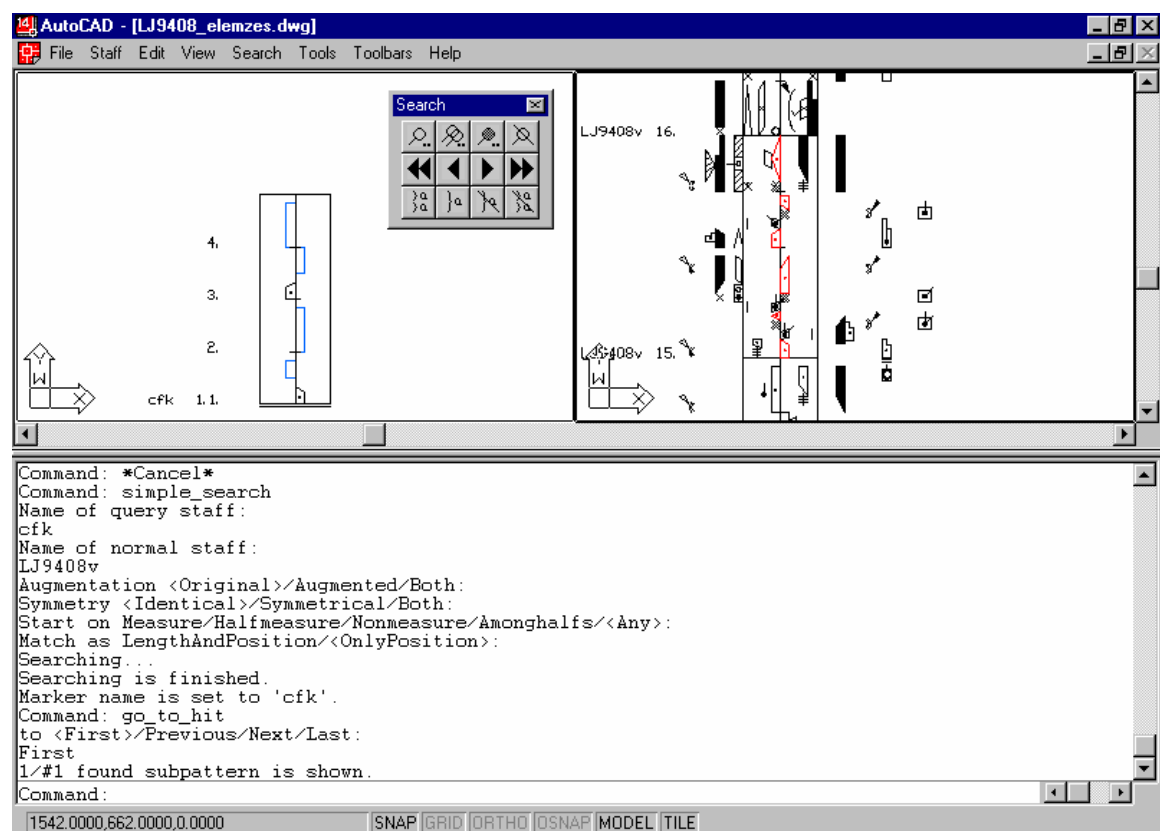 AutoCAD - [LJ9408_elemzes.dwg]
File Staff Edit View Search Tools Toolbars Help
Search
LJ9408v 16.
4.
3.
2.
15.
cfk 1.1.
W
X
W
X
Command: *Cancel*
Command: simple_search
Name of query staff:
cfk
Name of normal staff:
LJ9408v
Augmentation <Original>/Augmented/Both:
Symmetry <Identical>/Symmetrical/Both:
Start on Measure/Halfmeasure/Nonmeasure/Amonghalfs/<Any>:
Match as LengthAndPosition/<OnlyPosition>:
Searching...
Searching is finished.
Marker name is set to 'cfk'.
Command: go_to_hit
to <First>/Previous/Next/Last:
First
1/#1 found subpattern is shown.
Command:
1542.0000,662.0000,0.0000 SNAP GRID ORTHO OSNAP MODEL TILE